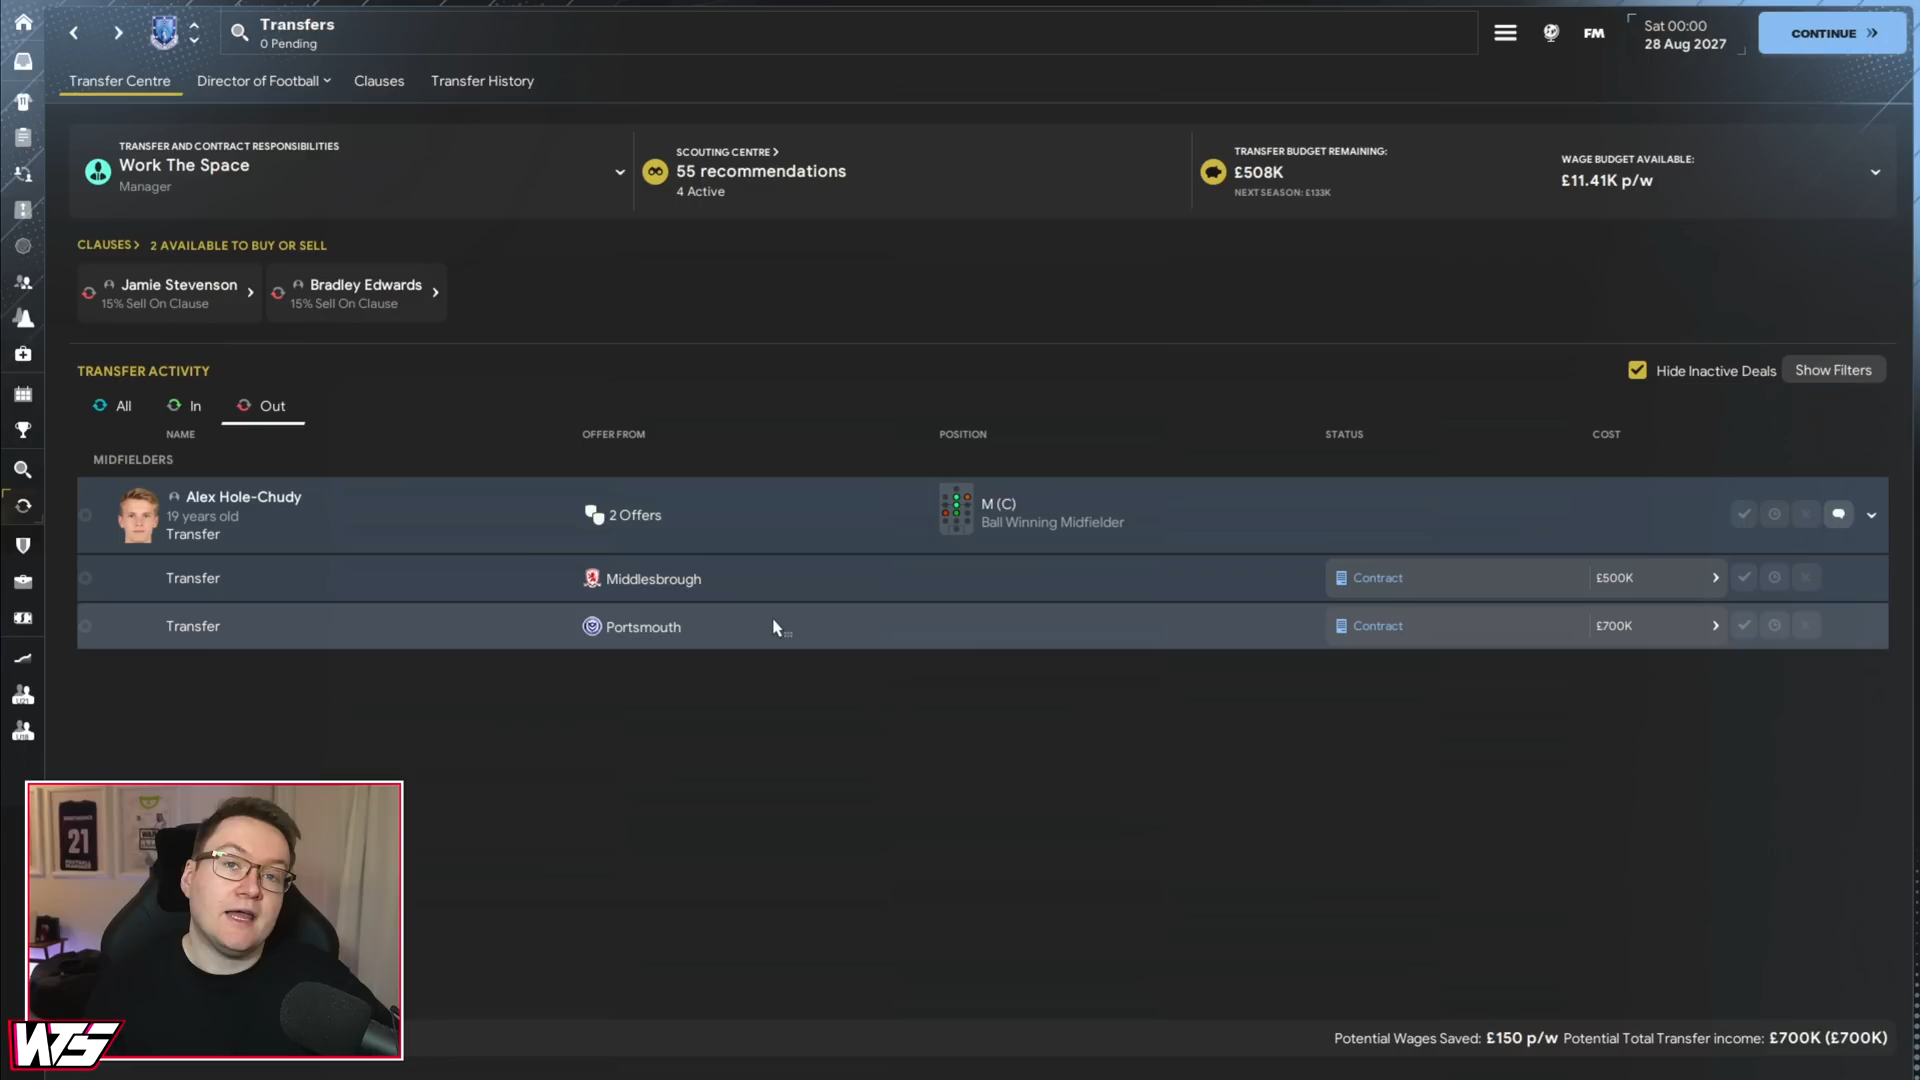 Transfers
0 Pending
FM
Sat 00:00
28 Aug 2027
CONTINUE
Transfer Centre
Director of Football
Clauses
Transfer History
TRANSFER AND CONTRACT RESPONSIBILITIES
Work The Space
Manager
SCOUTING CENTRE
55 recommendations
4 Active
TRANSFER BUDGET REMAINING:
£508K
NEXT SEASON: £133K
WAGE BUDGET AVAILABLE:
£11.41K p/w
CLAUSES 2 AVAILABLE TO BUY OR SELL
Jamie Stevenson
15% Sell On Clause
Bradley Edwards
15% Sell On Clause
TRANSFER ACTIVITY
Hide Inactive Deals
Show Filters
All
In
Out
NAME
OFFER FROM
POSITION
STATUS
COST
MIDFIELDERS
Alex Hole-Chudy
19 years old
Transfer
2 Offers
M (C)
Ball Winning Midfielder
Transfer
Middlesbrough
Contract
£500K
Transfer
Portsmouth
Contract
£700K
U21
U18
21
WTS
Potential Wages Saved: £150 p/w Potential Total Transfer income: £700K (£700K)